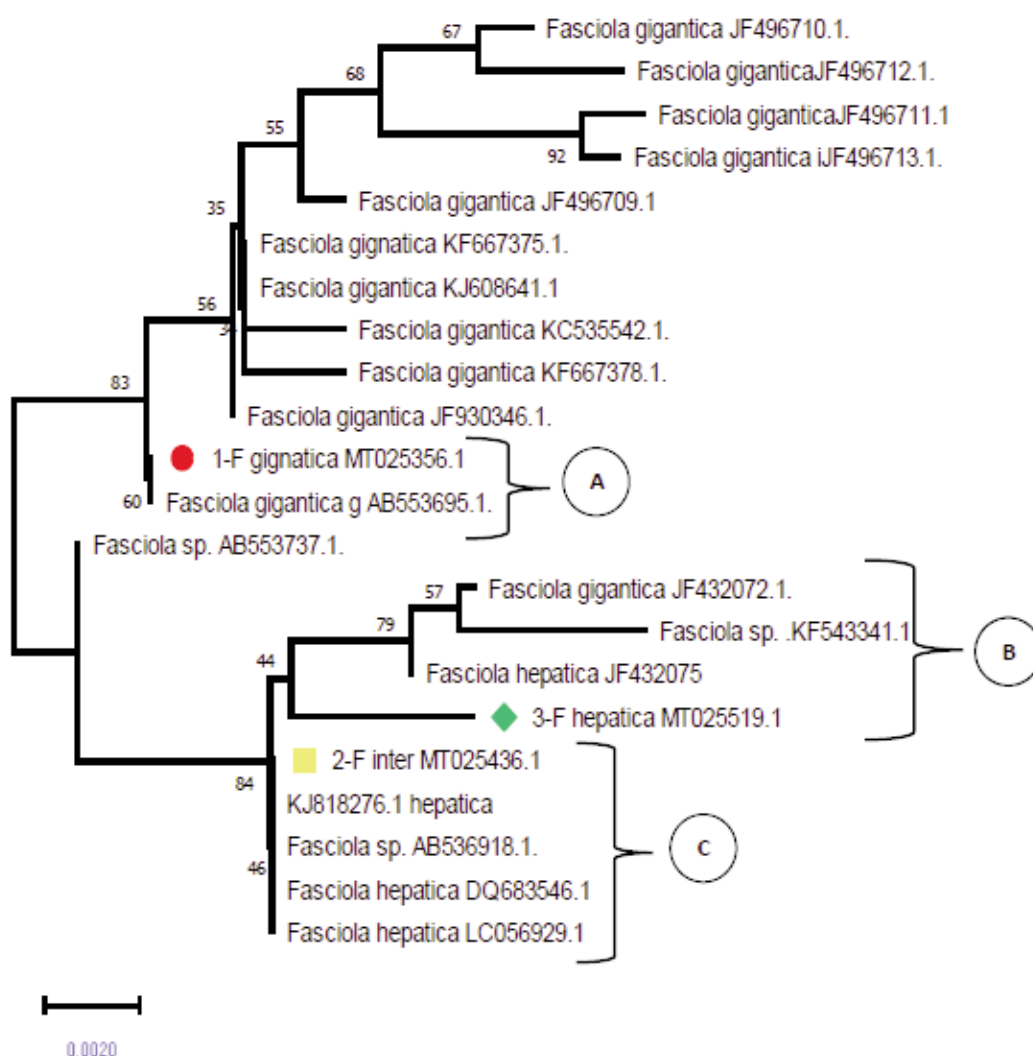 67
Fasciola gigantica JF496710.1.
Fasciola giganticaJF496712.1.
68
Fasciola giganticaJF496711.1
55
92
Fasciola gigantica iJF496713.1.
Fasciola gigantica JF496709.1
35
Fasciola gignatica KF667375.1.
Fasciola gigantica KJ608641.1
56
Fasciola gigantica KC535542.1.
Fasciola gigantica KF667378.1.
83
Fasciola gigantica JF930346.1.
1-F gignatica MT025356.1
A
60
Fasciola gigantica g AB553695.1.
Fasciola sp. AB553737.1.
57
Fasciola gigantica JF432072.1.
79
Fasciola sp. .KF543341.1
B
44
Fasciola hepatica JF432075
3-F hepatica MT025519.1
2-F inter MT025436.1
84
KJ818276.1 hepatica
Fasciola sp. AB536918.1.
C
46
Fasciola hepatica DQ683546.1
Fasciola hepatica LC056929.1
0.0020